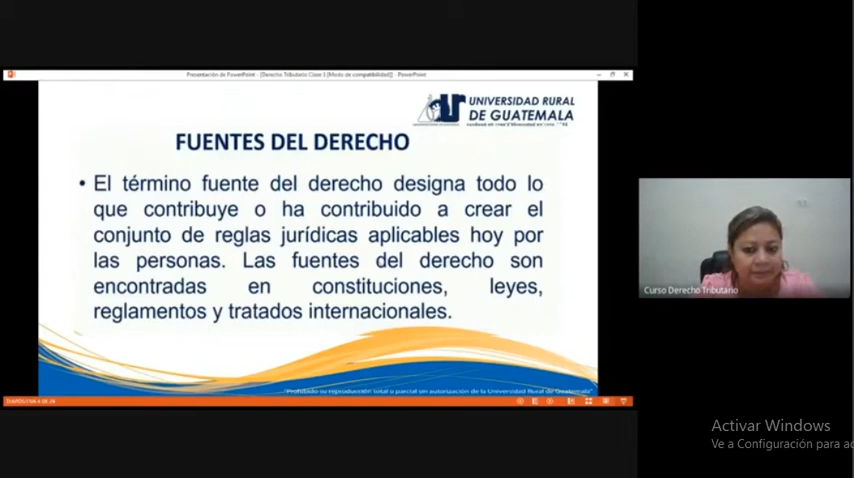 Presentación de PowerPoint - [Derecho Tributario Clase 3 [Modo de compatibilidad]] - PowerPoint
UNIVERSIDAD RURAL
DE GUATEMALA
FUENTES DEL DERECHO
• El término fuente del derecho designa todo lo
que contribuye o ha contribuido a crear el
conjunto de reglas jurídicas aplicables hoy por
las personas. Las fuentes del derecho son
encontradas en constituciones, leyes,
reglamentos y tratados internacionales.
"Prohibido su reproducción total o parcial sin autorización de la Universidad Rural de Guatemala"
Curso Derecho Tributario
Activar Windows
Ve a Configuración para ac